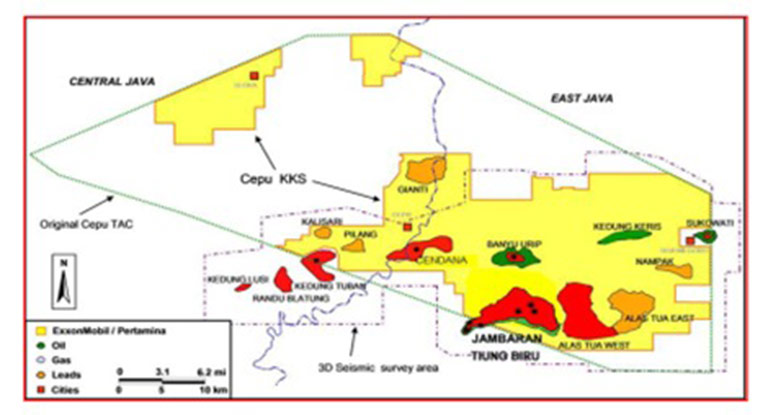 CENTRAL JAVA
EAST JAVA
Cepu KKS
GIANTI
Original Cepu TAC
KALISARI
PILANG
CENDANA
BANYU URIP
KEDUNG KERIS
SUKOWATI
NAMPAK
KEDUNG LUSI
KEDUNG TUBAN
RANDU BLATUNG
ALAS TUA EAST
ALAS TUA WEST
JAMBARAN
TIUNG BIRU
3D Seismic survey area
N
ExxonMobil / Pertamina
Oil
Gas
Leads
Cities
0 3.1 6.2 mi
0 5 10 km